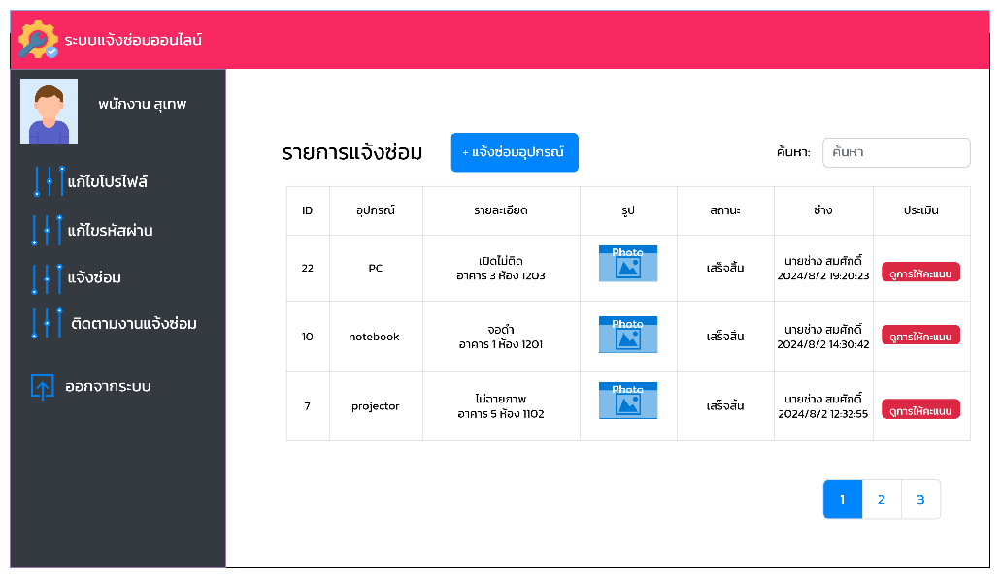 ระบบแจ้งซ่อมออนไลน์
พนักงาน สุเทพ
แก้ไขโปรไฟล์
แก้ไขรหัสผ่าน
แจ้งซ่อม
ติดตามงานแจ้งซ่อม
ออกจากระบบ
รายการแจ้งซ่อม
+ แจ้งซ่อมอุปกรณ์
ค้นหา: ค้นหา
ID อุปกรณ์ รายละเอียด รูป สถานะ ช่าง ประเมิน
22 PC เปิดไม่ติด
อาคาร 3 ห้อง 1203 Photo เสร็จสิ้น นายช่าง สมศักดิ์
2024/8/2 19:20:23 ดูการให้คะแนน
10 notebook จอดำ
อาคาร 1 ห้อง 1201 Photo เสร็จสิ้น นายช่าง สมศักดิ์
2024/8/2 14:30:42 ดูการให้คะแนน
7 projector ไม่ฉายภาพ
อาคาร 5 ห้อง 1102 Photo เสร็จสิ้น นายช่าง สมศักดิ์
2024/8/2 12:32:55 ดูการให้คะแนน
1 2 3